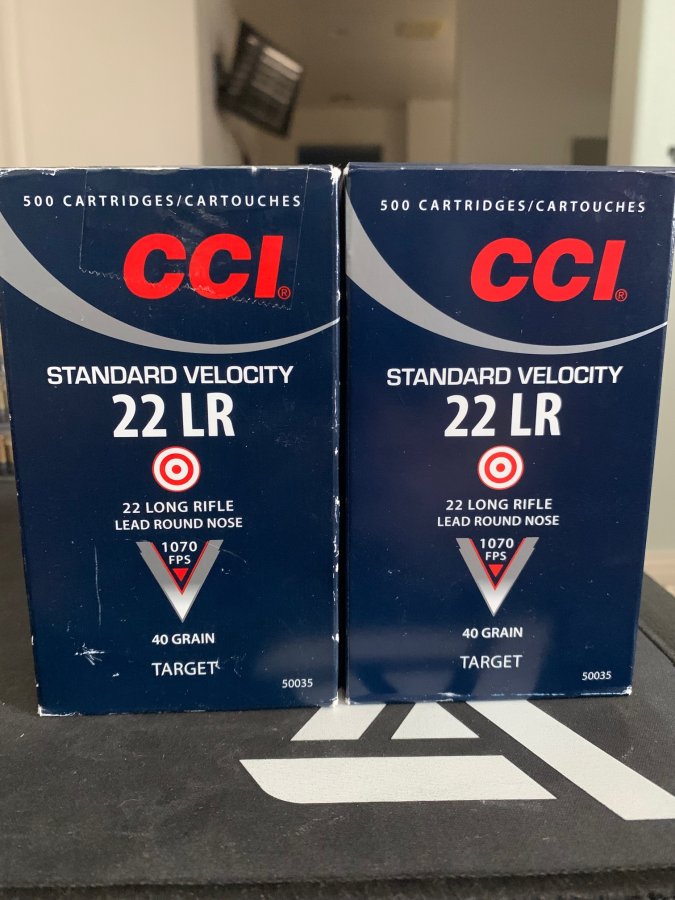 500 CARTRIDGES/CARTOUCHES
CCI®
STANDARD VELOCITY
22 LR
22 LONG RIFLE
LEAD ROUND NOSE
1070
FPS
40 GRAIN
TARGET
50035
500 CARTRIDGES/CARTOUCHES
CCI®
STANDARD VELOCITY
22 LR
22 LONG RIFLE
LEAD ROUND NOSE
1070
FPS
40 GRAIN
TARGET
50035